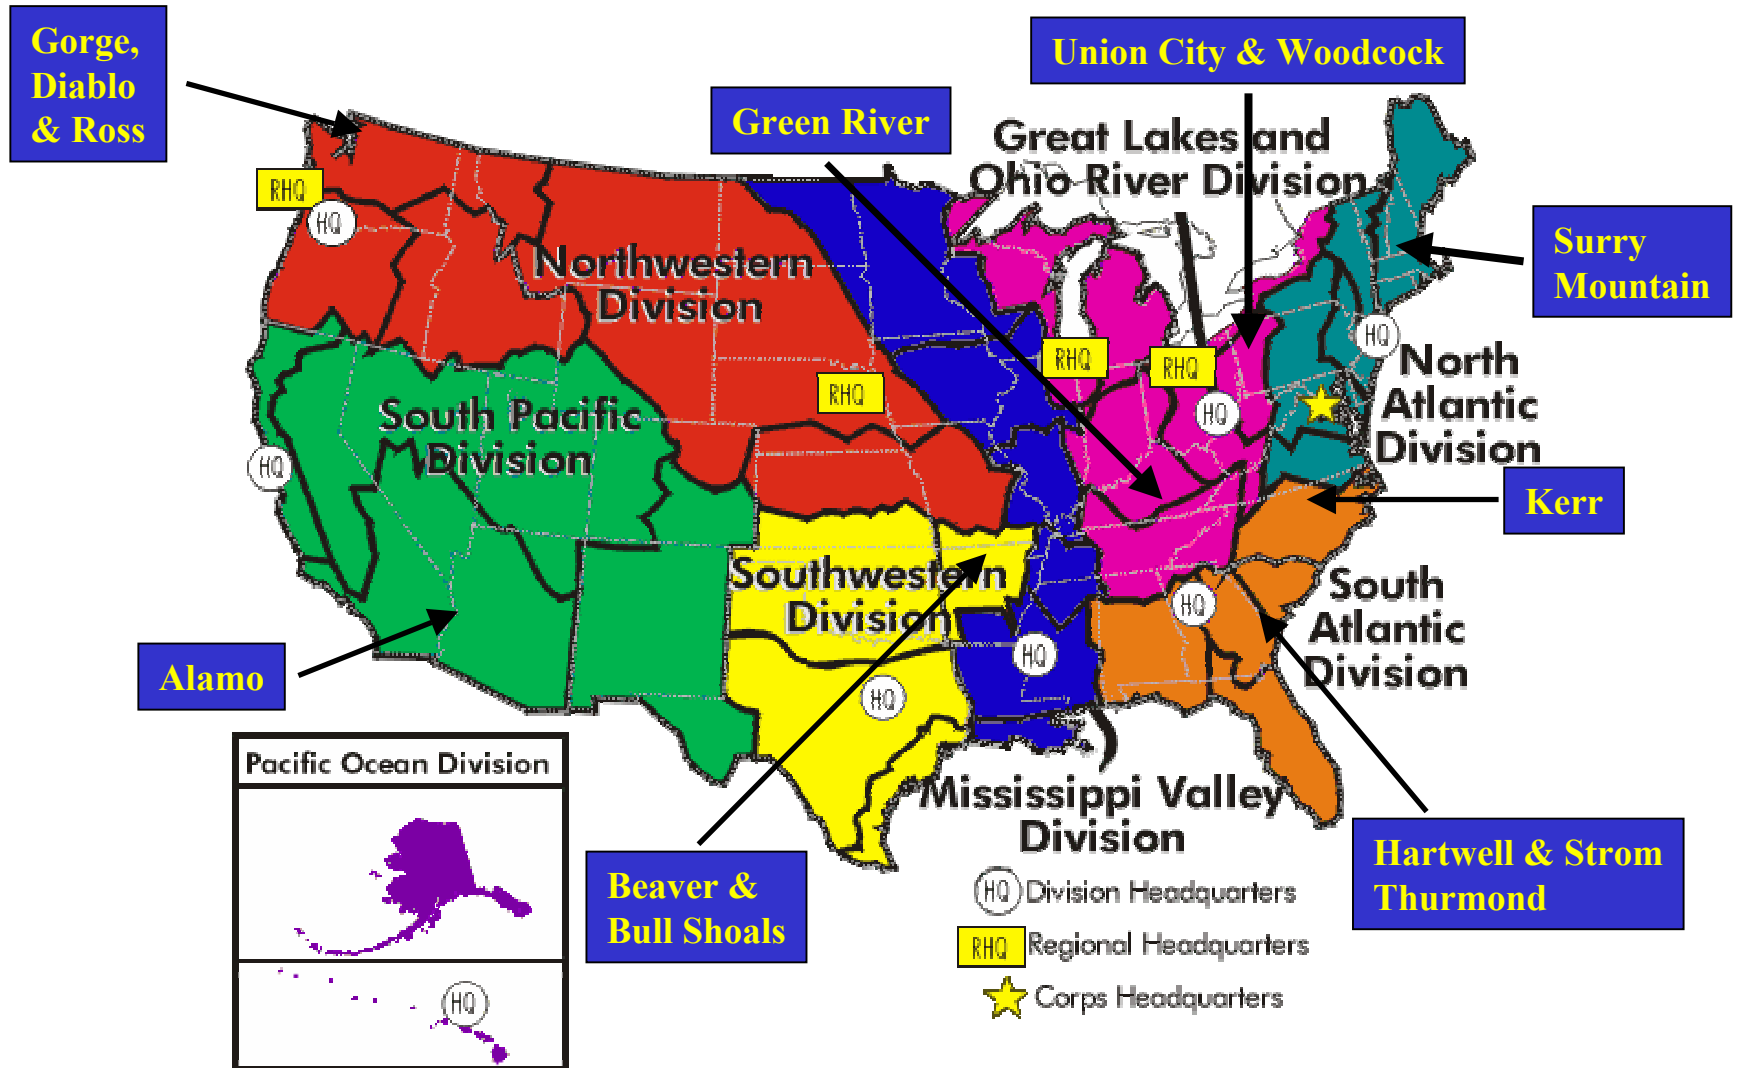 Gorge,
Diablo
& Ross
Union City & Woodcock
Green River
Great Lakes and
Ohio River Division
Surry
Mountain
RHQ
HQ
Northwestern
Division
RHQ
RHQ
RHQ
HQ
HQ
North
Atlantic
Division
South Pacific
Division
HQ
Kerr
Southwestern
Division
HQ
South
Atlantic
Division
Alamo
HQ
HQ
Pacific Ocean Division
Mississippi Valley
Division
Beaver &
Bull Shoals
Hartwell & Strom
Thurmond
HQ Division Headquarters
RHQ Regional Headquarters
Corps Headquarters
HQ